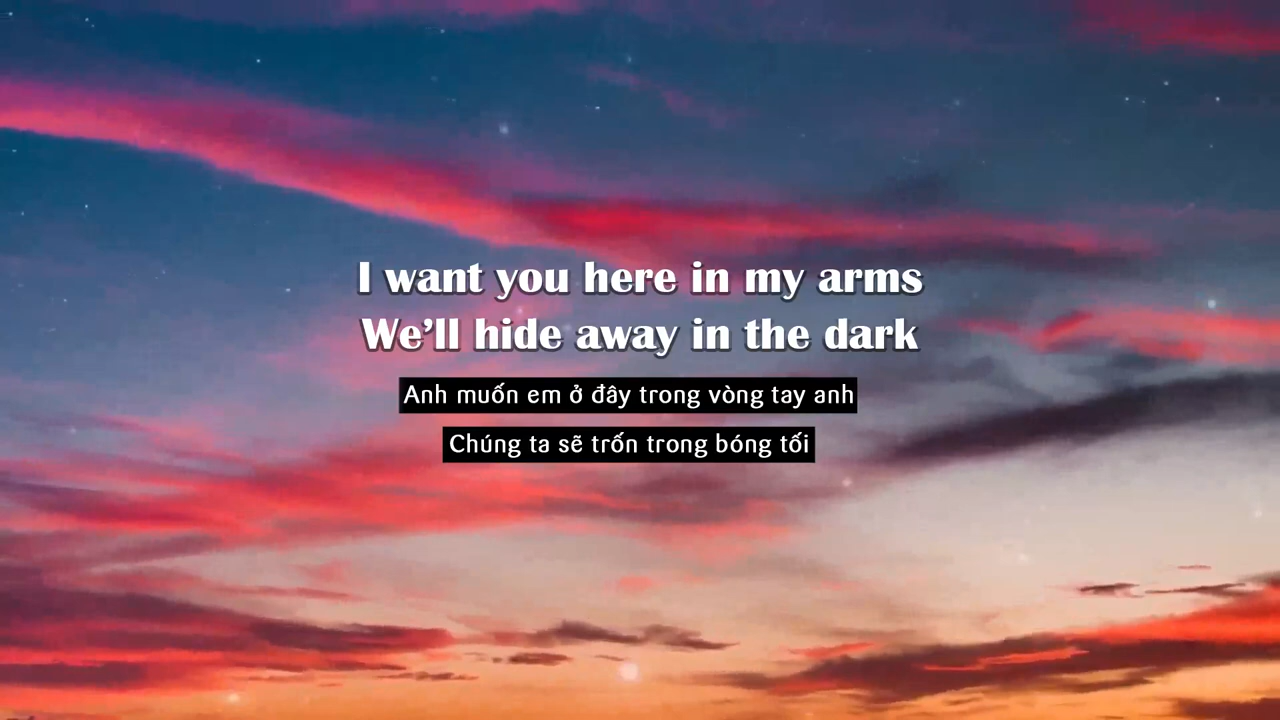 I want you here in my arms
We’ll hide away in the dark
Anh muốn em ở đây trong vòng tay anh
Chúng ta sẽ trốn trong bóng tối